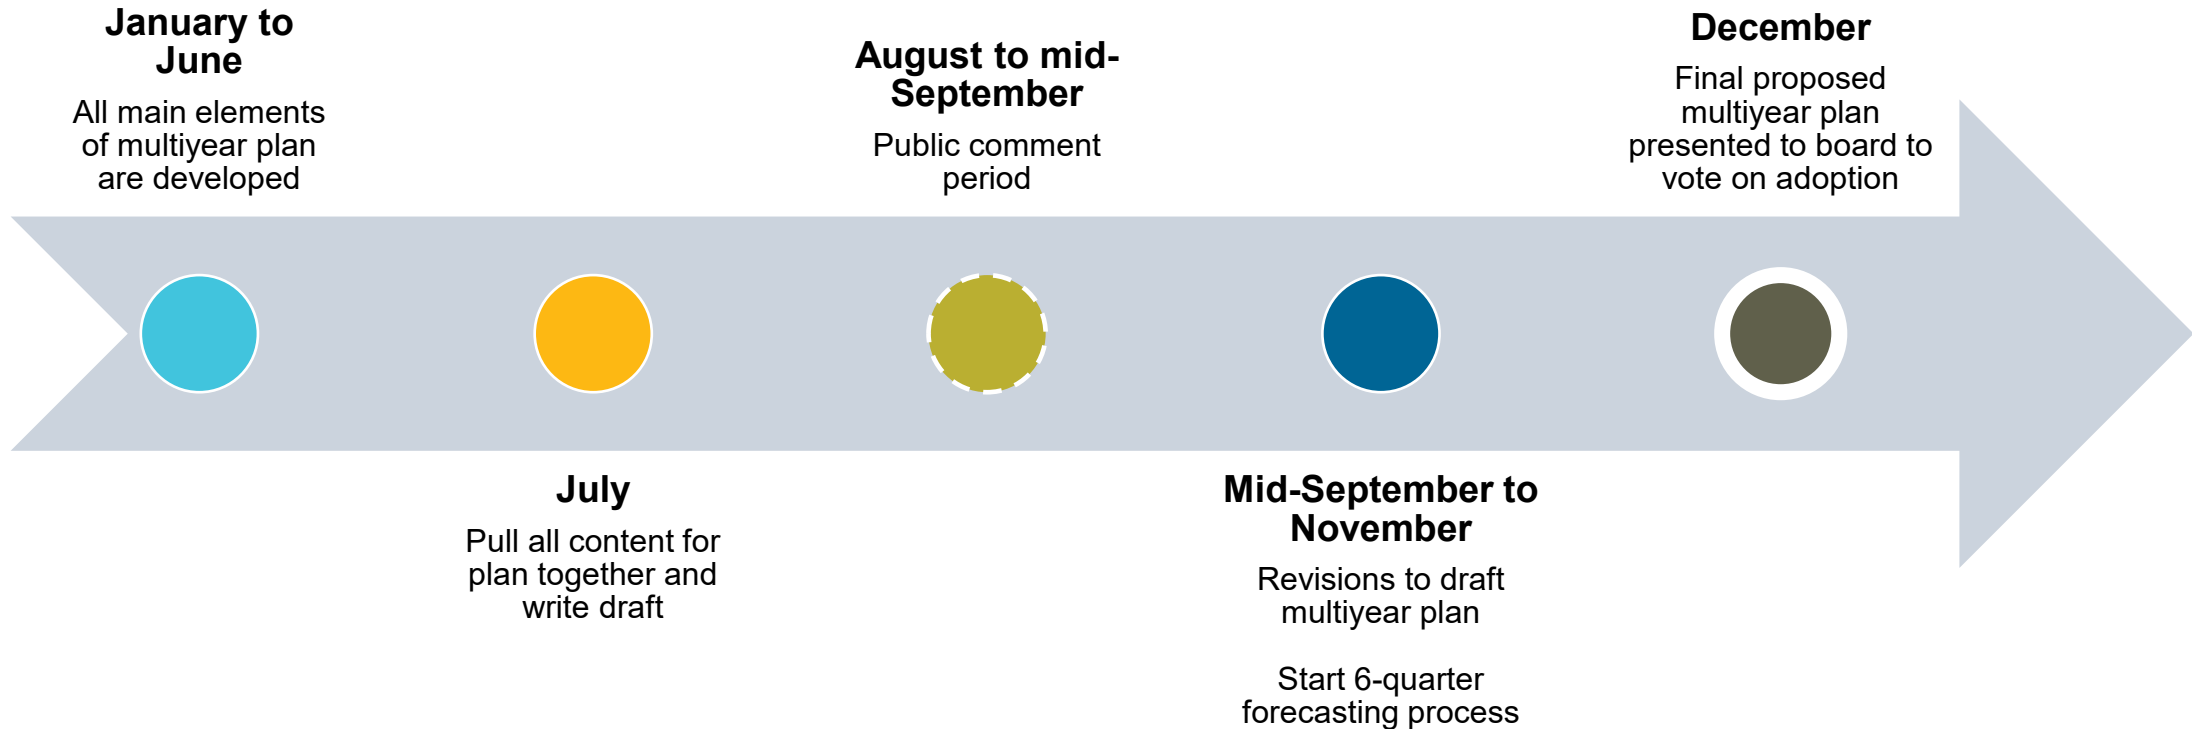 January to
June
All main elements
of multiyear plan
are developed
July
Pull all content for
plan together and
write draft
August to mid-
September
Public comment
period
Mid-September to
November
Revisions to draft
multiyear plan
Start 6-quarter
forecasting process
December
Final proposed
multiyear plan
presented to board to
vote on adoption